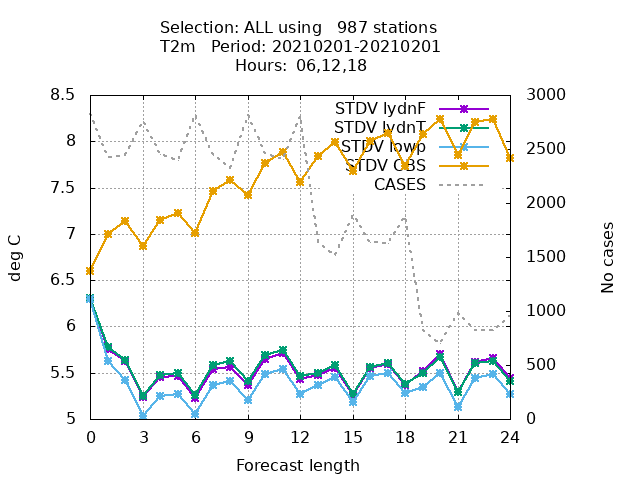 Selection: ALL using   987 stations
T2m   Period: 20210201-20210201
Hours: 06,12,18
STDV lydnF
STDV lydnT
STDV lowp
STDV OBS
CASES
8.5
8
7.5
7
6.5
6
5.5
5
3000
2500
2000
1500
1000
500
0
deg C
No cases
0 3 6 9 12 15 18 21 24
Forecast length